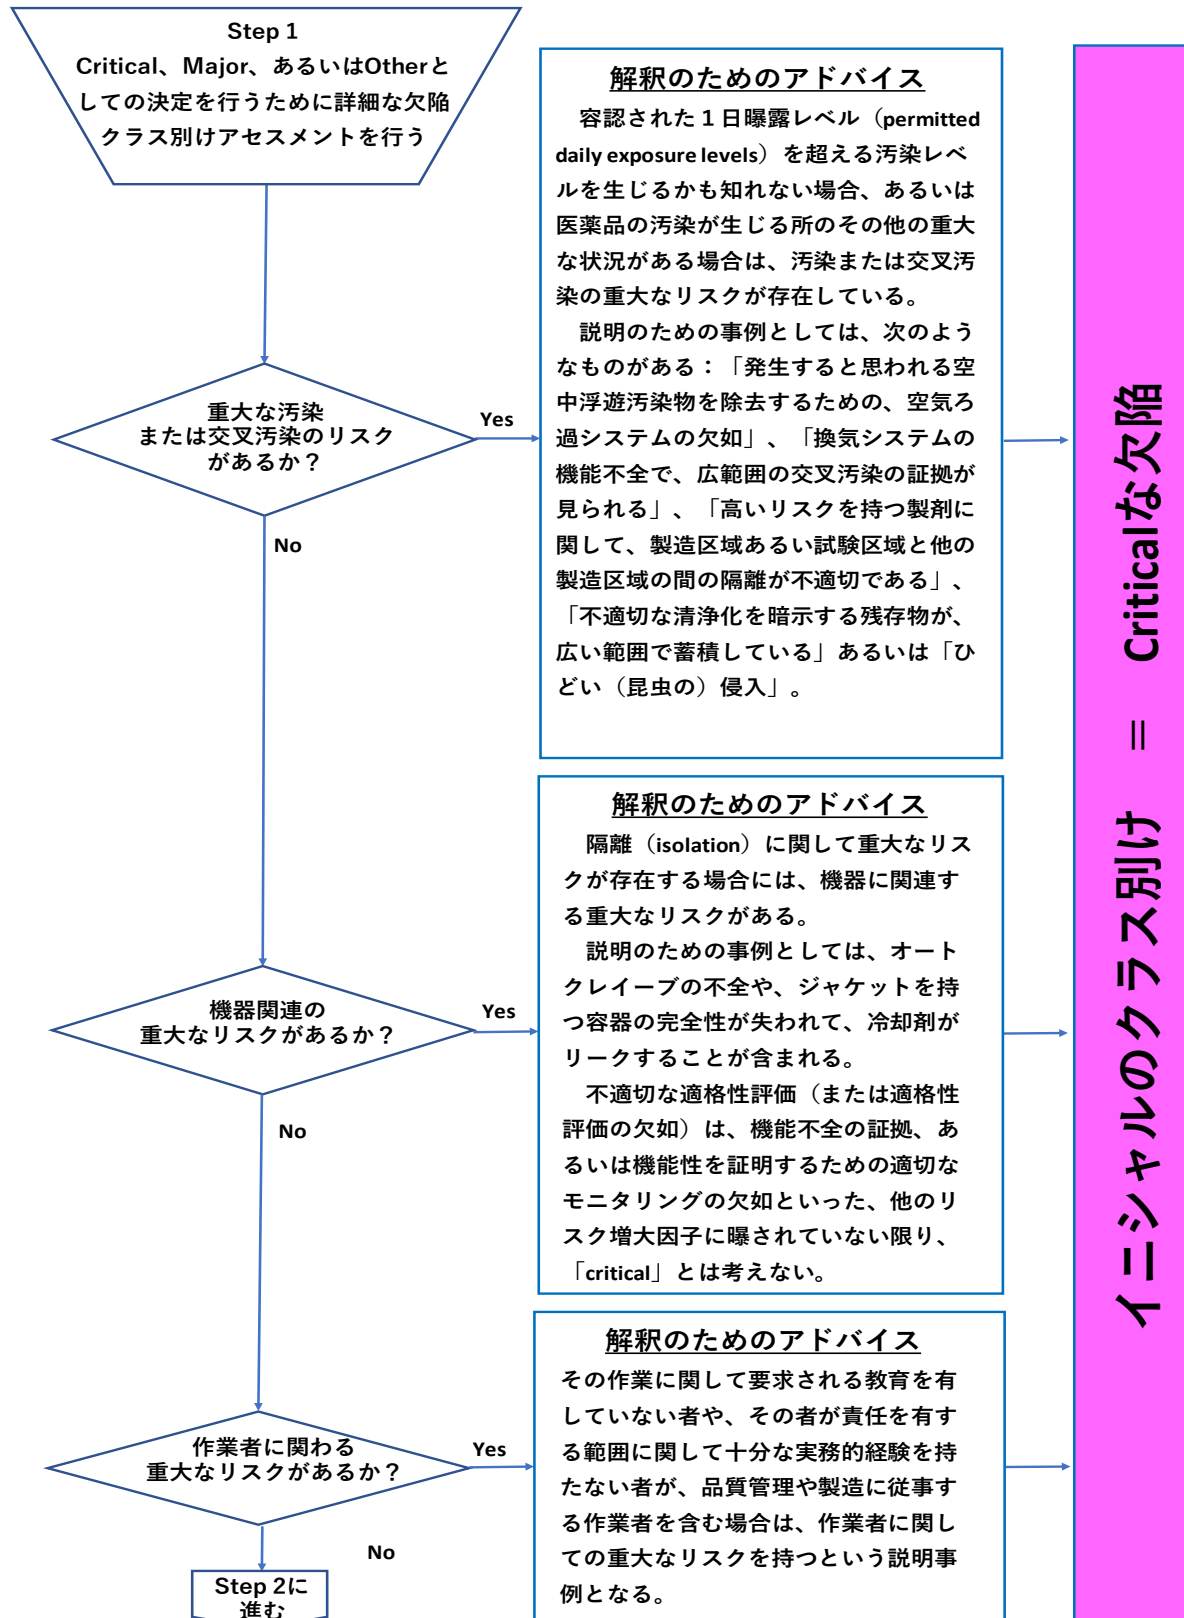 Step 1
Critical、Major、あるいはOtherと
しての決定を行うために詳細な欠陥
クラス別けアセスメントを行う
重大な汚染
または交叉汚染のリスク
があるか？
Yes
No
解釈のためのアドバイス
容認された１日曝露レベル（permitted
daily exposure levels）を超える汚染レベ
ルを生じるかも知れない場合、あるいは
医薬品の汚染が生じる所のその他の重大
な状況がある場合は、汚染または交叉汚
染の重大なリスクが存在している。
説明のための事例としては、次のよう
なものがある：「発生すると思われる空
中浮遊汚染物を除去するための、空気ろ
過システムの欠如」、「換気システムの
機能不全で、広範囲の交叉汚染の証拠が
見られる」、「高いリスクを持つ製剤に
関して、製造区域あるい試験区域と他の
製造区域の間の隔離が不適切である」、
「不適切な清浄化を暗示する残存物が、
広い範囲で蓄積している」あるいは「ひ
どい（昆虫の）侵入」。
機器関連の
重大なリスクがあるか？
Yes
No
解釈のためのアドバイス
隔離（isolation）に関して重大なリス
クが存在する場合には、機器に関連す
る重大なリスクがある。
説明のための事例としては、オート
クレイーブの不全や、ジャケットを持
つ容器の完全性が失われて、冷却剤が
リークすることが含まれる。
不適切な適格性評価（または適格性
評価の欠如）は、機能不全の証拠、あ
るいは機能性を証明するための適切な
モニタリングの欠如といった、他のリ
スク増大因子に曝されていない限り、
「critical」とは考えない。
作業者に関わる
重大なリスクがあるか？
Yes
No
Step 2に
進む
解釈のためのアドバイス
その作業に関して要求される教育を有
していない者や、その者が責任を有す
る範囲に関して十分な実務的経験を持
たない者が、品質管理や製造に従事す
る作業者を含む場合は、作業者に関し
ての重大なリスクを持つという説明事
例となる。
イニシャルのクラス別け ＝ Criticalな欠陥